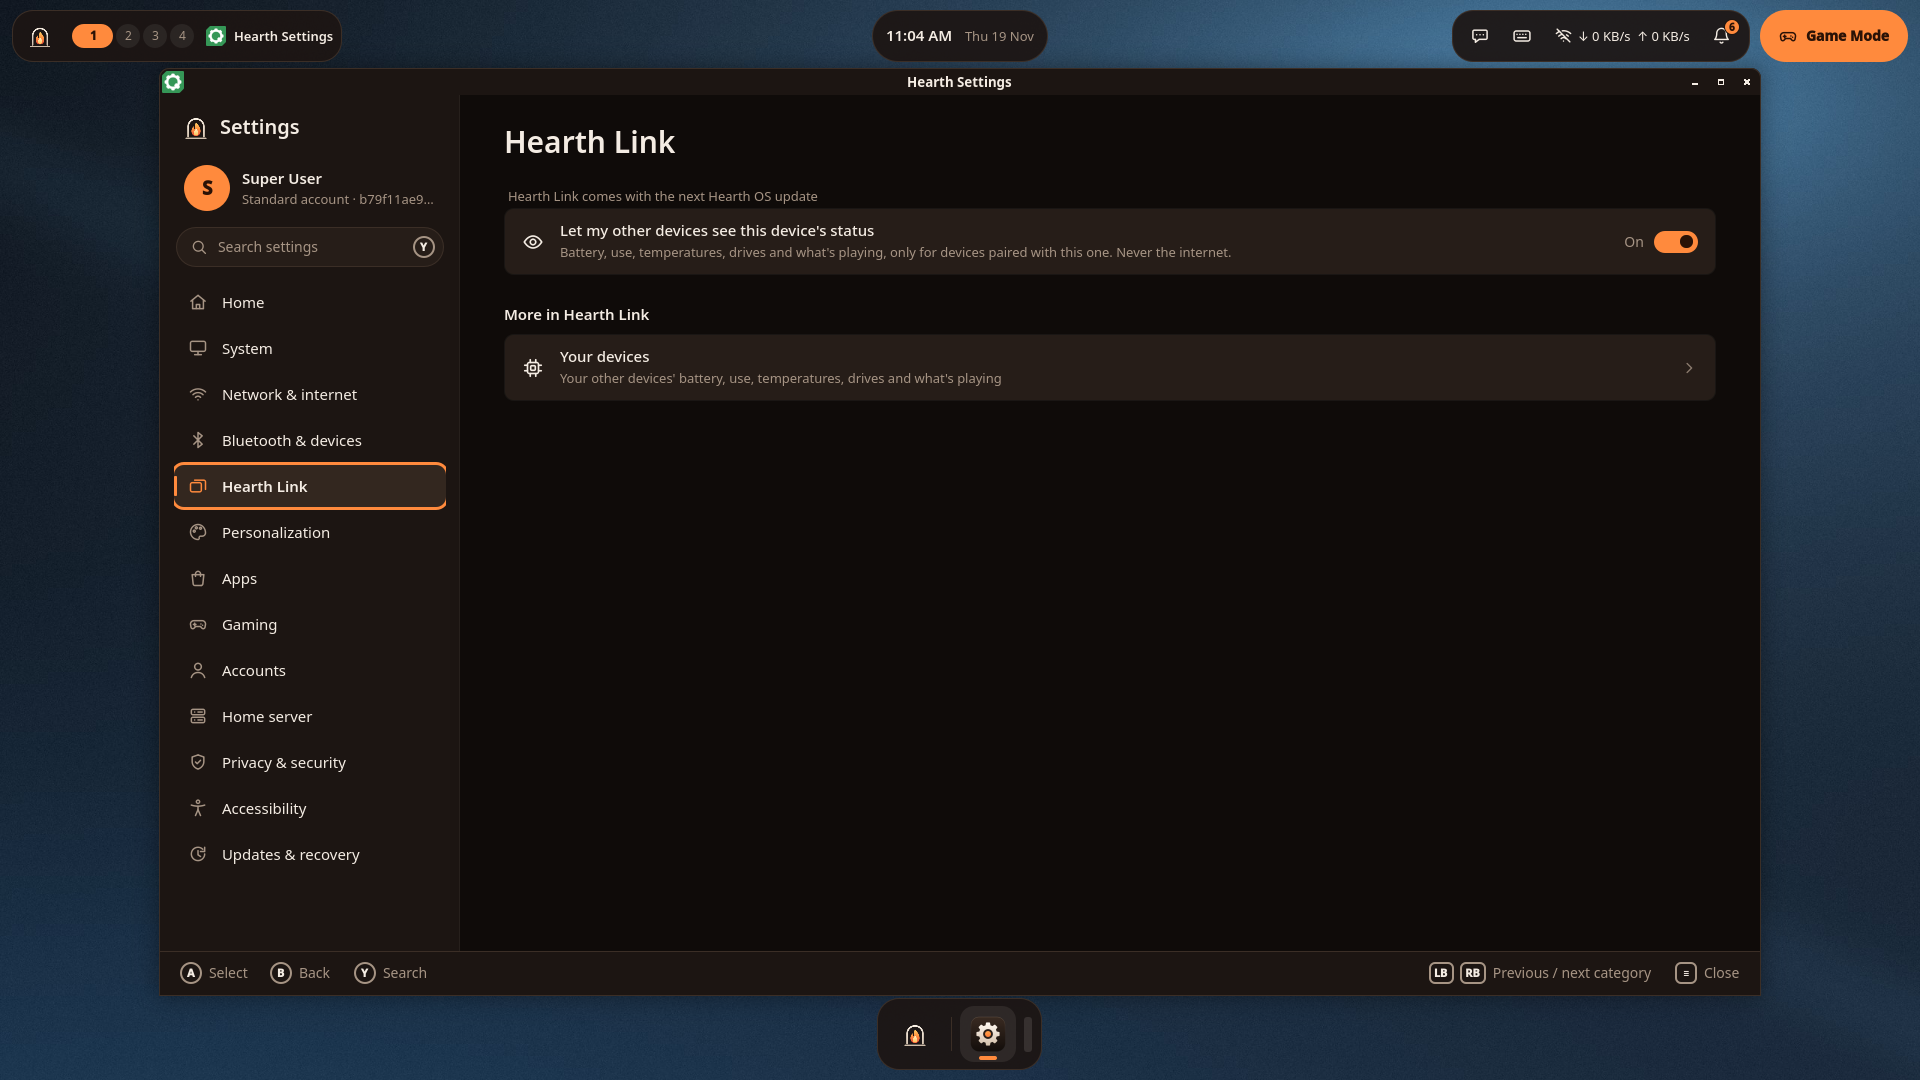 1 2 3 4 Hearth Settings
11:04 AM Thu 19 Nov
↓ 0 KB/s ↑ 0 KB/s
6
Game Mode
Hearth Settings
Settings
S
Super User
Standard account · b79f11ae9...
Search settings Y
Home
System
Network & internet
Bluetooth & devices
Hearth Link
Personalization
Apps
Gaming
Accounts
Home server
Privacy & security
Accessibility
Updates & recovery
Hearth Link
Hearth Link comes with the next Hearth OS update
Let my other devices see this device's status
Battery, use, temperatures, drives and what's playing, only for devices paired with this one. Never the internet.
On
More in Hearth Link
Your devices
Your other devices' battery, use, temperatures, drives and what's playing
A Select B Back Y Search
LB RB Previous / next category ≡ Close